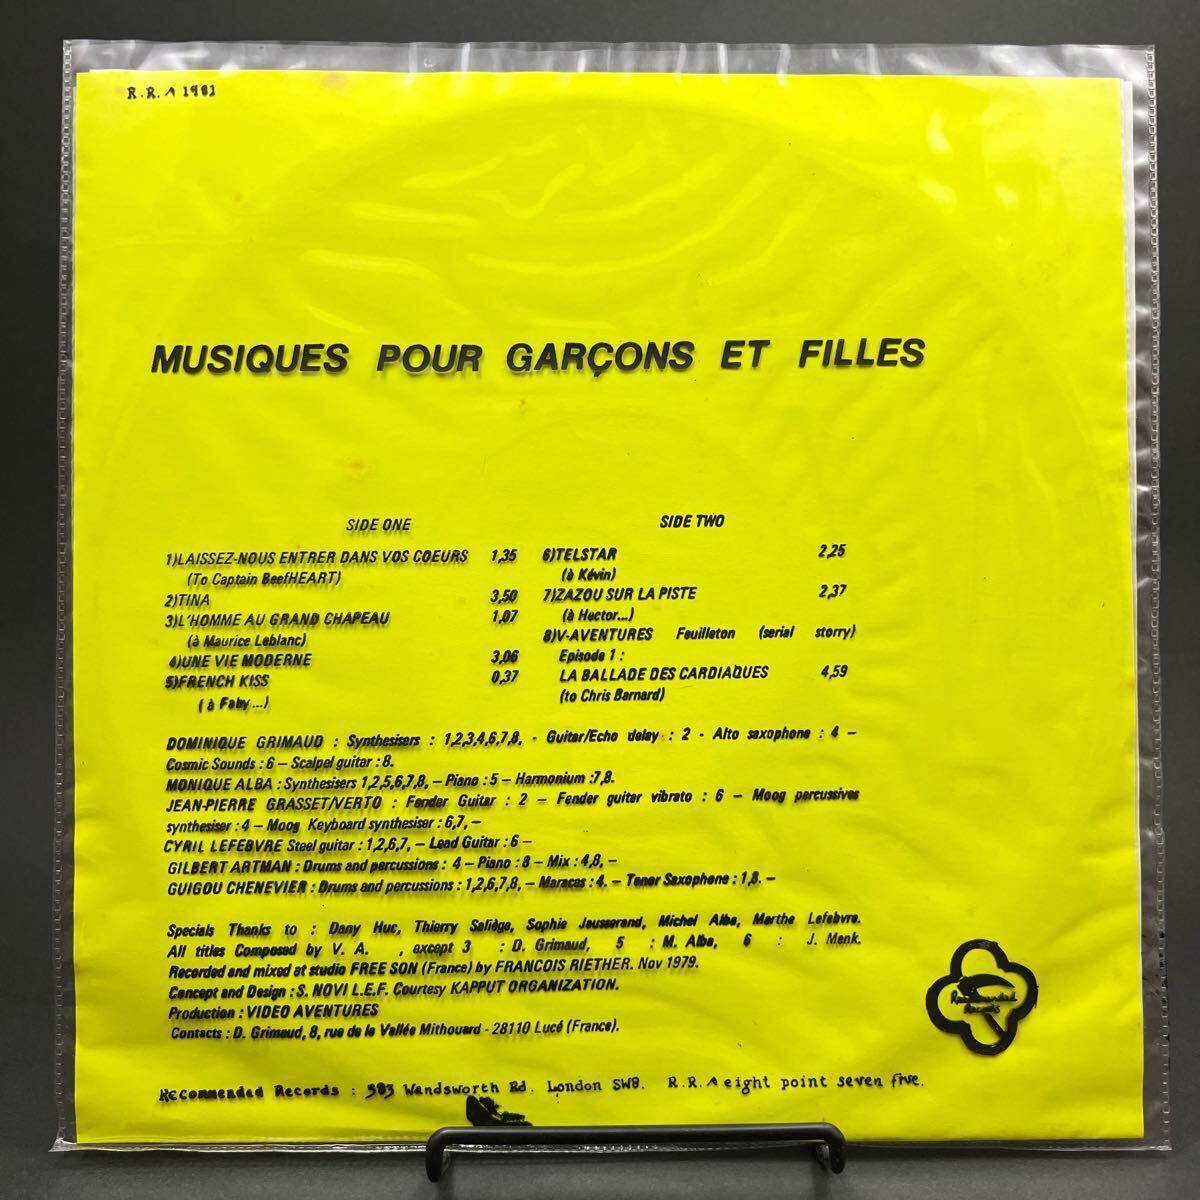 R.R.A 1981
MUSIQUES POUR GARÇONS ET FILLES
SIDE ONE
1)LAISSEZ-NOUS ENTRER DANS VOS COEURS 1,35
(To Captain BeefHEART)
2)TINA 3,50
3)L'HOMME AU GRAND CHAPEAU 1,07
(à Maurice Leblanc)
4)UNE VIE MODERNE 3,06
5)FRENCH KISS 0,37
(à Faby...)
SIDE TWO
6)TELSTAR 2,25
(à Kévin)
7)ZAZOU SUR LA PISTE 2,37
(à Hector...)
8)V-AVENTURES Feuilleton (serial storry)
Episode 1 :
LA BALLADE DES CARDIAQUES 4,59
(to Chris Barnard)
DOMINIQUE GRIMAUD : Synthesisers : 1,2,3,4,6,7,8, - Guitar/Echo delay : 2 - Alto saxophone : 4 –
Cosmic Sounds : 6 – Scalpel guitar : 8.
MONIQUE ALBA : Synthesisers 1,2,5,6,7,8, – Piano : 5 – Harmonium :7,8.
JEAN-PIERRE GRASSET/VERTO : Fender Guitar : 2 – Fender guitar vibrato : 6 – Moog percussives
synthesiser : 4 – Moog Keyboard synthesiser : 6,7, –
CYRIL LEFEBVRE Steel guitar : 1,2,6,7, – Lead Guitar : 6 –
GILBERT ARTMAN : Drums and percussions : 4 – Piano : 8 – Mix : 4,8, –
GUIGOU CHENEVIER : Drums and percussions : 1,2,6,7,8, – Maracas : 4. – Tenor Saxophone : 1,8. –
Specials Thanks to : Dany Huc, Thierry Saliège, Sophie Jausserand, Michel Alba, Marthe Lefebvre.
All titles Composed by V. A. , except 3 : D. Grimaud, 5 : M. Alba, 6 : J. Menk.
Recorded and mixed at studio FREE SON (France) by FRANCOIS RIETHER. Nov 1979.
Concept and Design : S. NOVI L.E.F. Courtesy KAPPUT ORGANIZATION.
Production : VIDEO AVENTURES
Contacts : D. Grimaud, 8, rue de la Vallée Mithouard - 28110 Lucé (France).
Recommended
Records
Recommended Records : 583 Wandsworth Rd. London SW8. R.R.A eight point seven five.